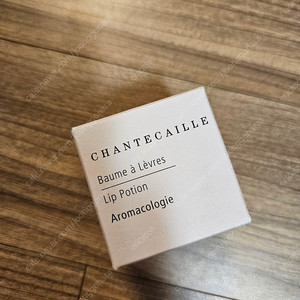 CHANTECAILLE
Baume à Lèvres
Lip Potion
Aromacologie